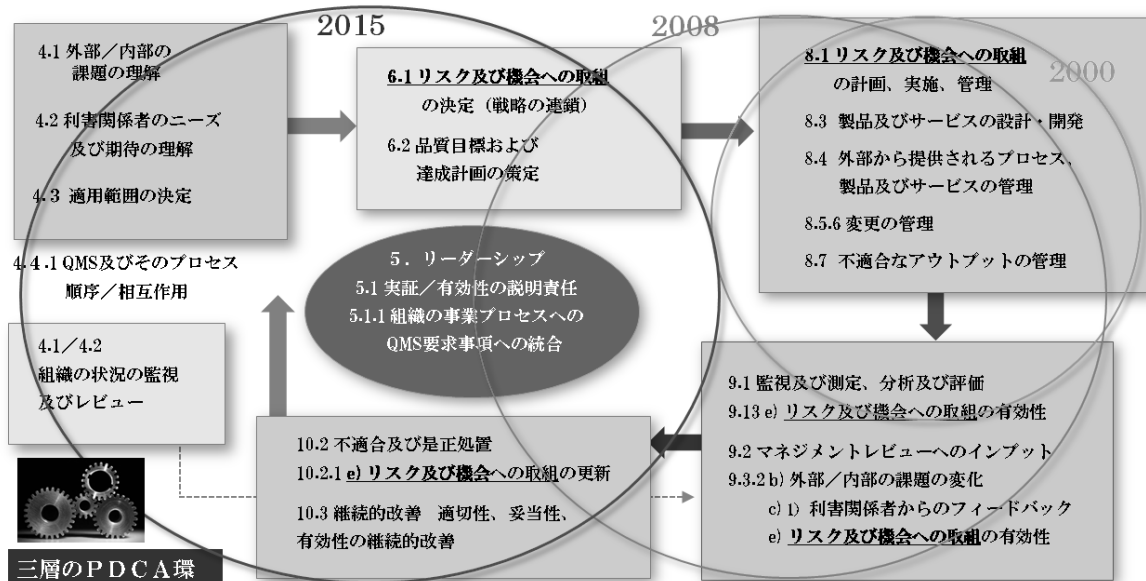 2015
2008
2000
4.1 外部／内部の
課題の理解
4.2 利害関係者のニーズ
及び期待の理解
4.3 適用範囲の決定
6.1 リスク及び機会への取組
の決定（戦略の連鎖）
6.2 品質目標および
達成計画の策定
8.1 リスク及び機会への取組
の計画、実施、管理
8.3 製品及びサービスの設計・開発
8.4 外部から提供されるプロセス、
製品及びサービスの管理
8.5.6 変更の管理
8.7 不適合なアウトプットの管理
4.4.1 QMS及びそのプロセス
順序／相互作用
5．リーダーシップ
5.1 実証／有効性の説明責任
5.1.1 組織の事業プロセスへの
QMS要求事項への統合
4.1／4.2
組織の状況の監視
及びレビュー
9.1 監視及び測定、分析及び評価
9.13 e) リスク及び機会への取組の有効性
9.2 マネジメントレビューへのインプット
9.3.2 b) 外部／内部の課題の変化
c) 1) 利害関係者からのフィードバック
e) リスク及び機会への取組の有効性
10.2 不適合及び是正処置
10.2.1 e) リスク及び機会への取組の更新
10.3 継続的改善 適切性、妥当性、
有効性の継続的改善
三層のＰＤＣＡ環